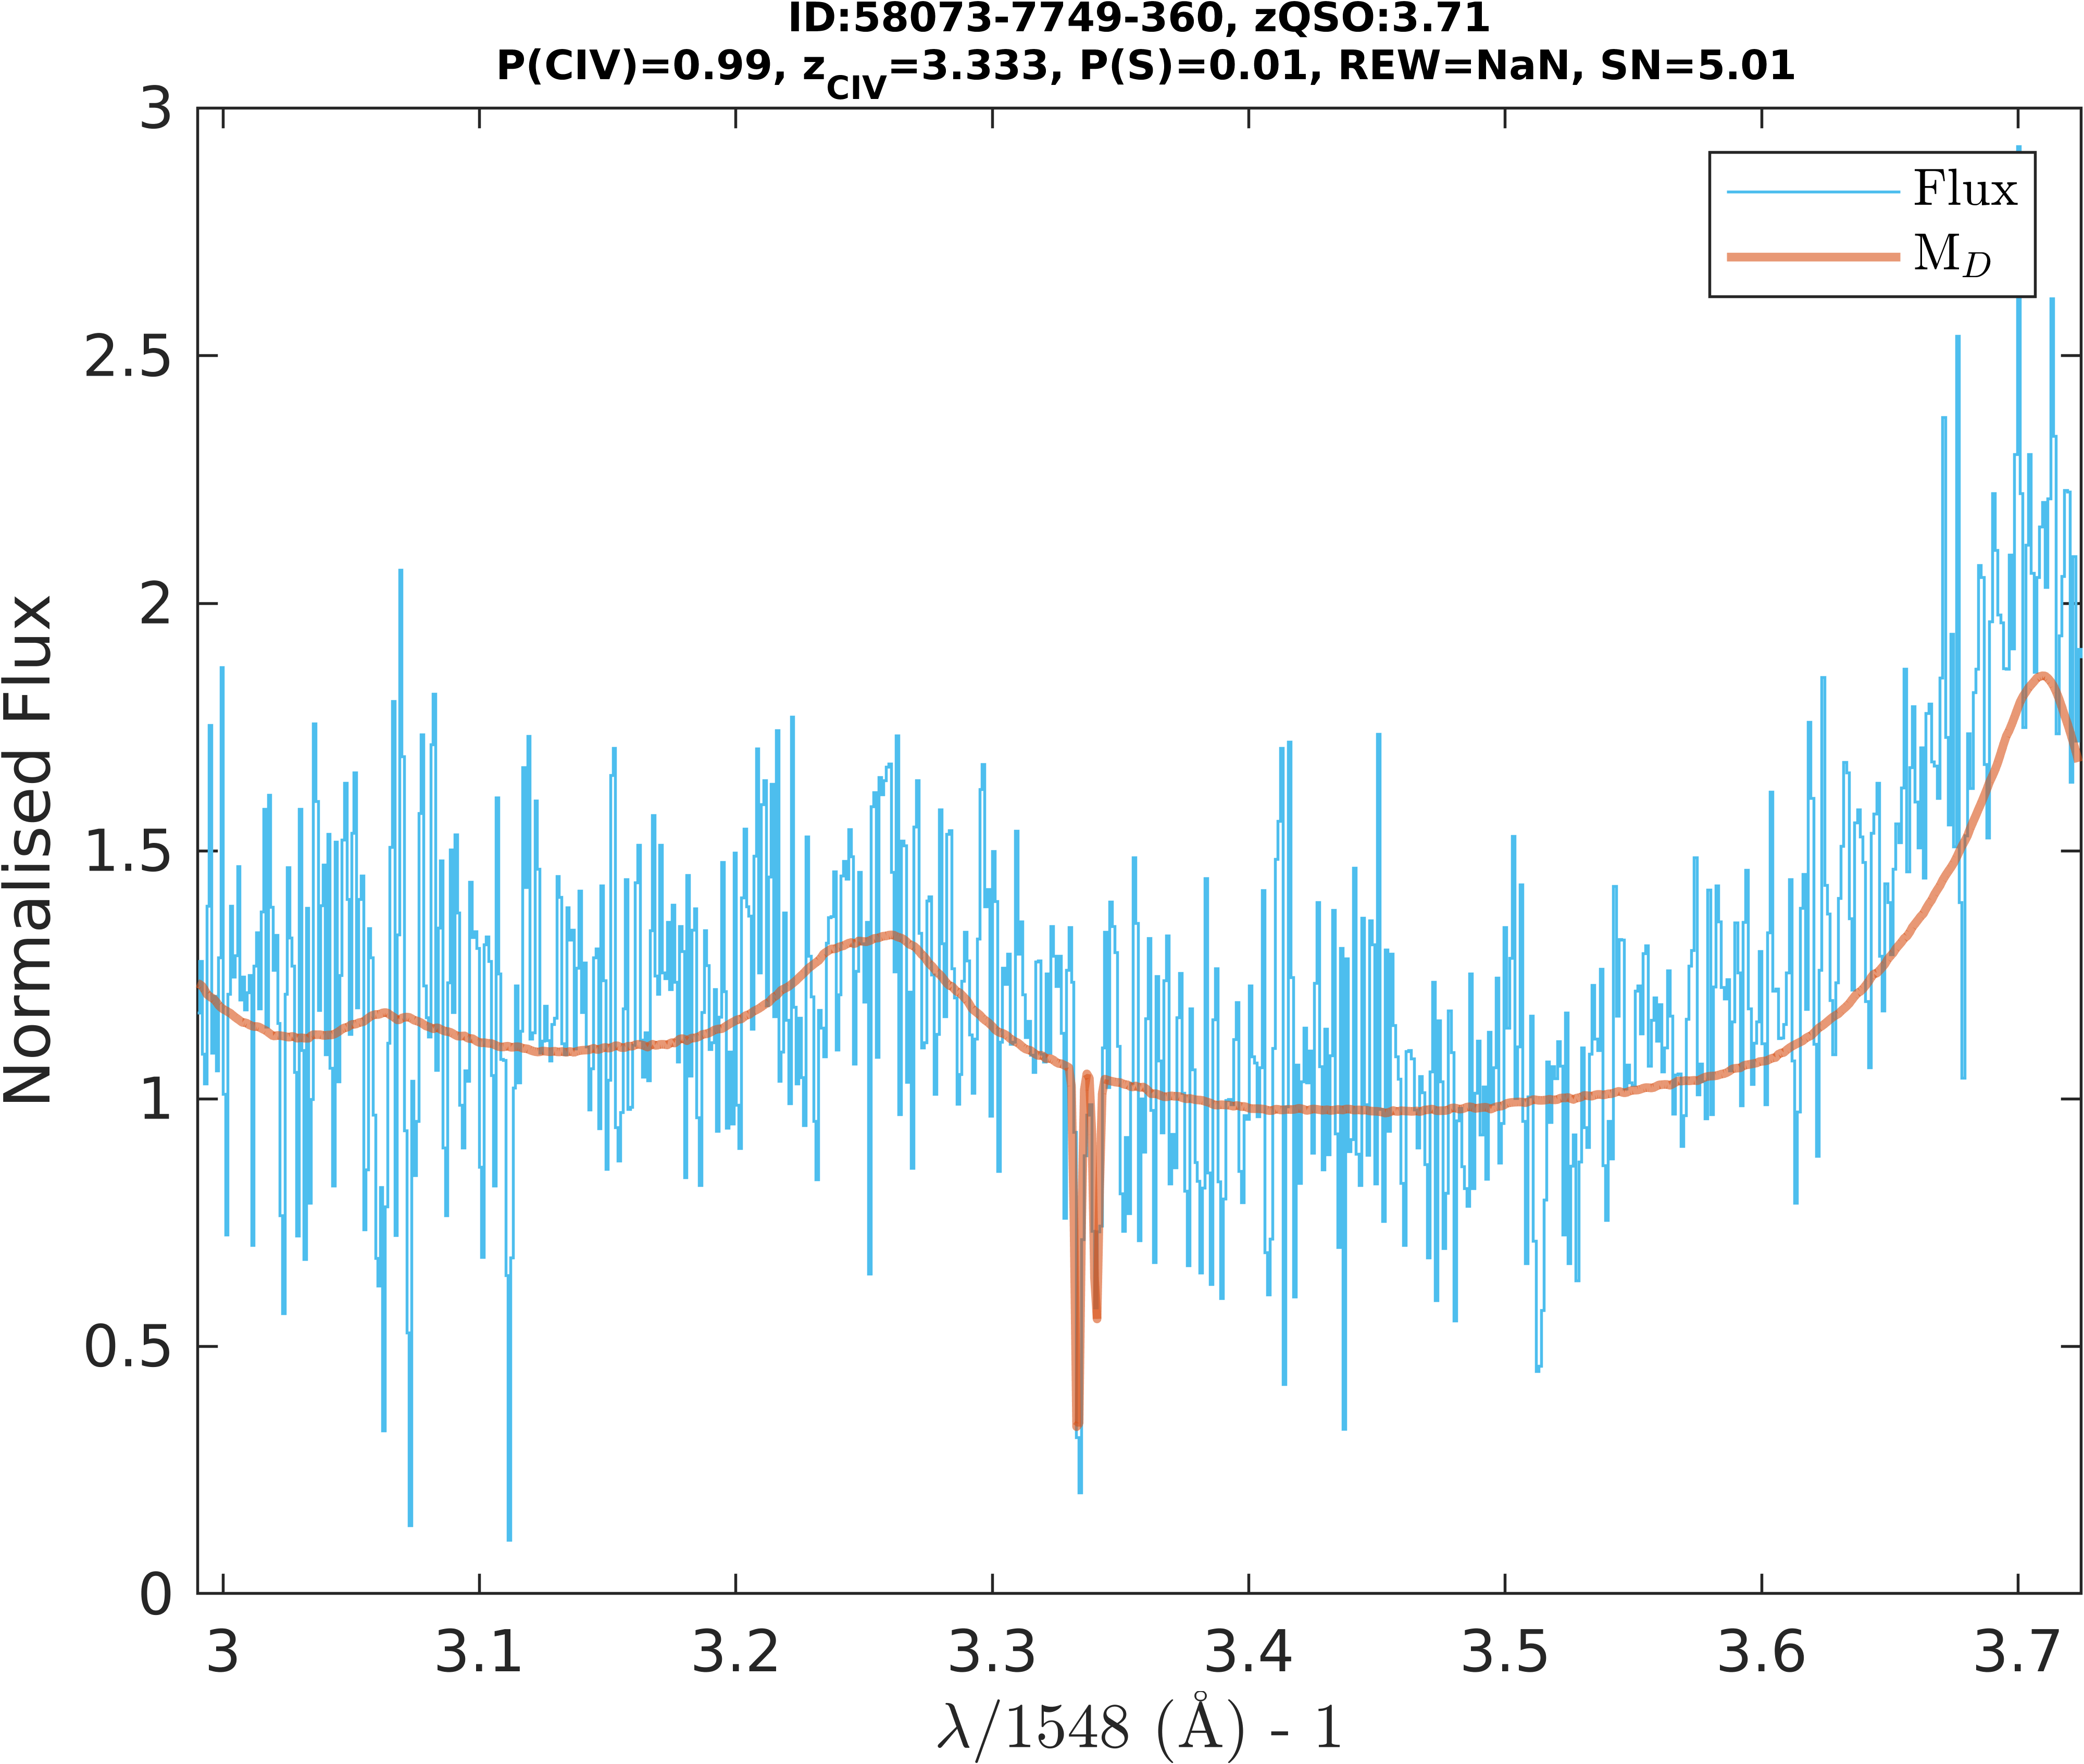 ID:58073-7749-360, zQSO:3.71
P(CIV)=0.99, z_CIV=3.333, P(S)=0.01, REW=NaN, SN=5.01
3
2.5
2
1.5
1
0.5
0
Normalised Flux
Flux
M_D
3 3.1 3.2 3.3 3.4 3.5 3.6 3.7
λ/1548 (Å) - 1